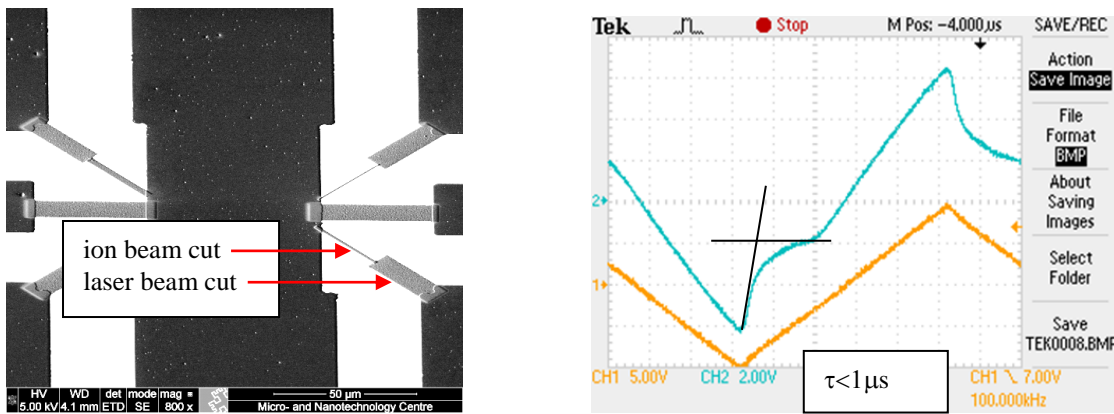 ion beam cut
laser beam cut
HV WD det mode mag
5.00 kV 4.1 mm ETD SE 800 x
50 µm
Micro- and Nanotechnology Centre
Tek Stop M Pos: -4.000µs SAVE/REC
Action
Save Image
File
Format
BMP
About
Saving
Images
Select
Folder
Save
TEK0008.BMP
2
1
CH1 5.00V CH2 2.00V
τ<1µs
CH1 7.00V
100.000kHz